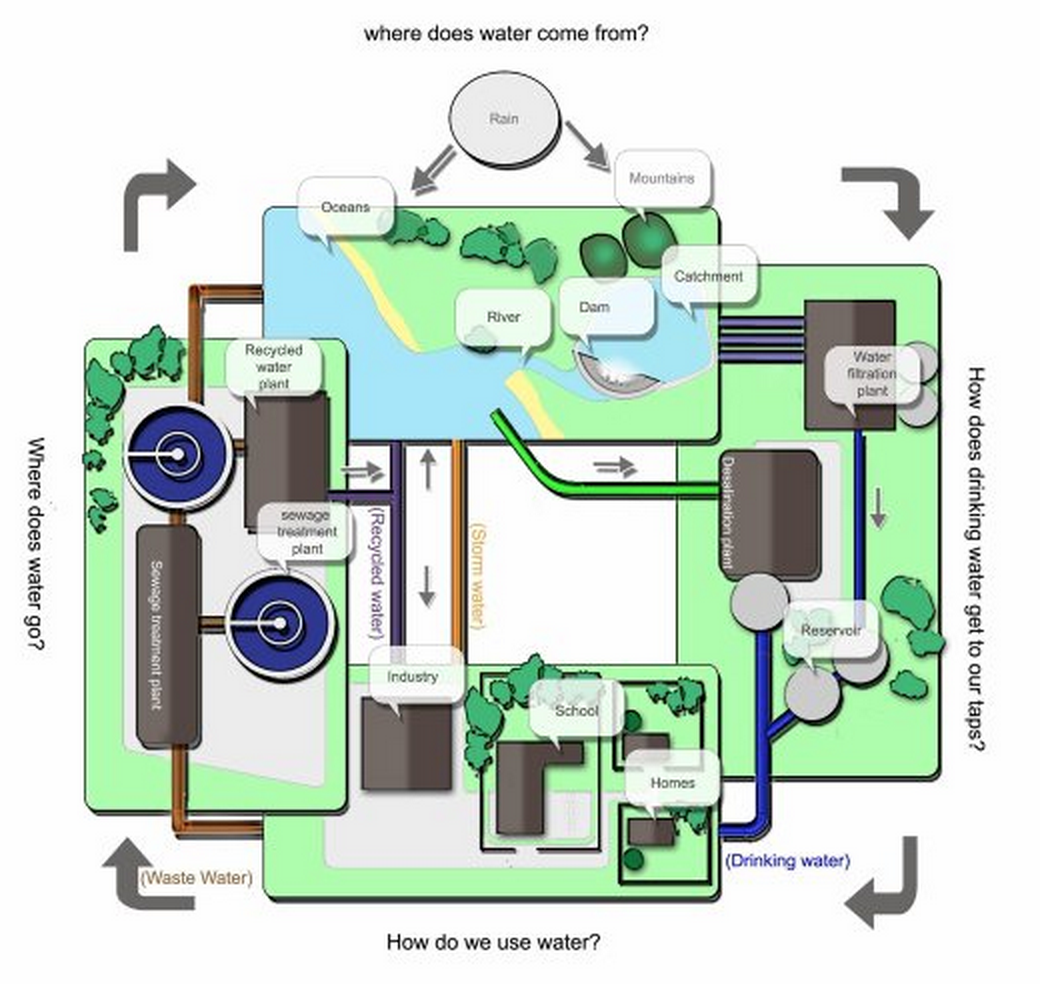 where does water come from?
Rain
Mountains
Oceans
Catchment
River
Dam
Recycled
water
plant
Water
filtration
plant
Where does water go?
How does drinking water get to our taps?
sewage
treatment
plant
Sewage treatment plant
(Recycled water)
(Storm water)
Desalination plant
Reservoir
Industry
School
Homes
(Waste Water)
(Drinking water)
How do we use water?